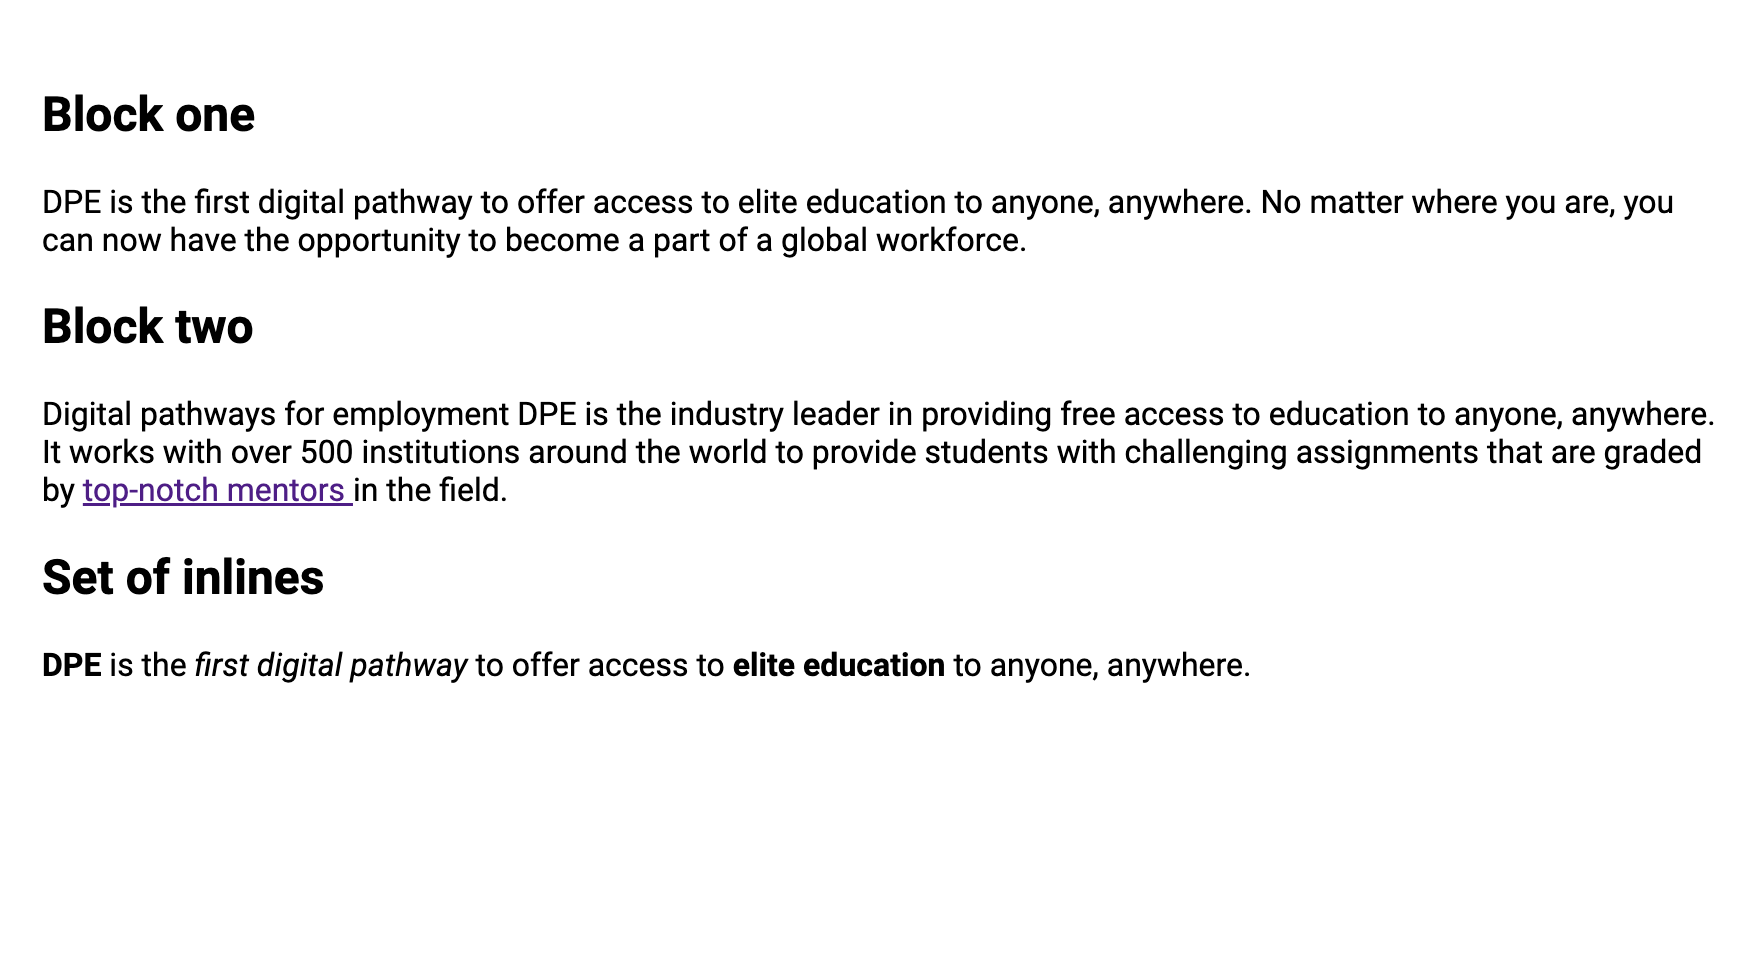 Block one
DPE is the first digital pathway to offer access to elite education to anyone, anywhere. No matter where you are, you
can now have the opportunity to become a part of a global workforce.
Block two
Digital pathways for employment DPE is the industry leader in providing free access to education to anyone, anywhere.
It works with over 500 institutions around the world to provide students with challenging assignments that are graded
by top-notch mentors in the field.
Set of inlines
DPE is the first digital pathway to offer access to elite education to anyone, anywhere.